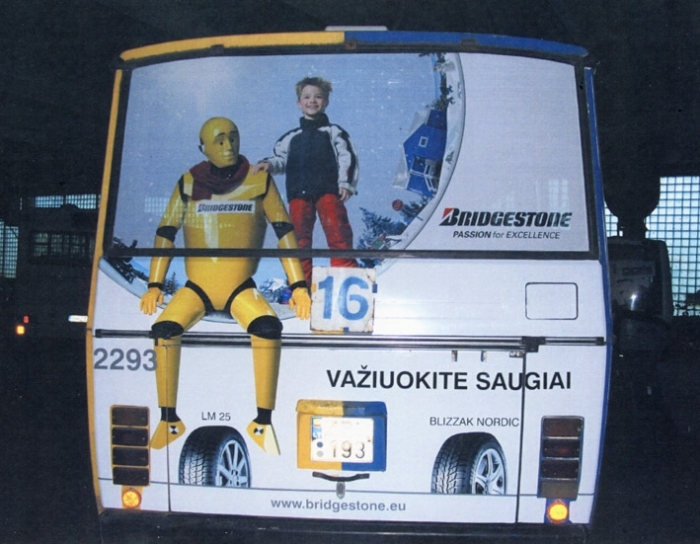 BRIDGESTONE
BRIDGESTONE
PASSION for EXCELLENCE
16
2293
VAŽIUOKITE SAUGIAI
LM 25
BLIZZAK NORDIC
193
www.bridgestone.eu